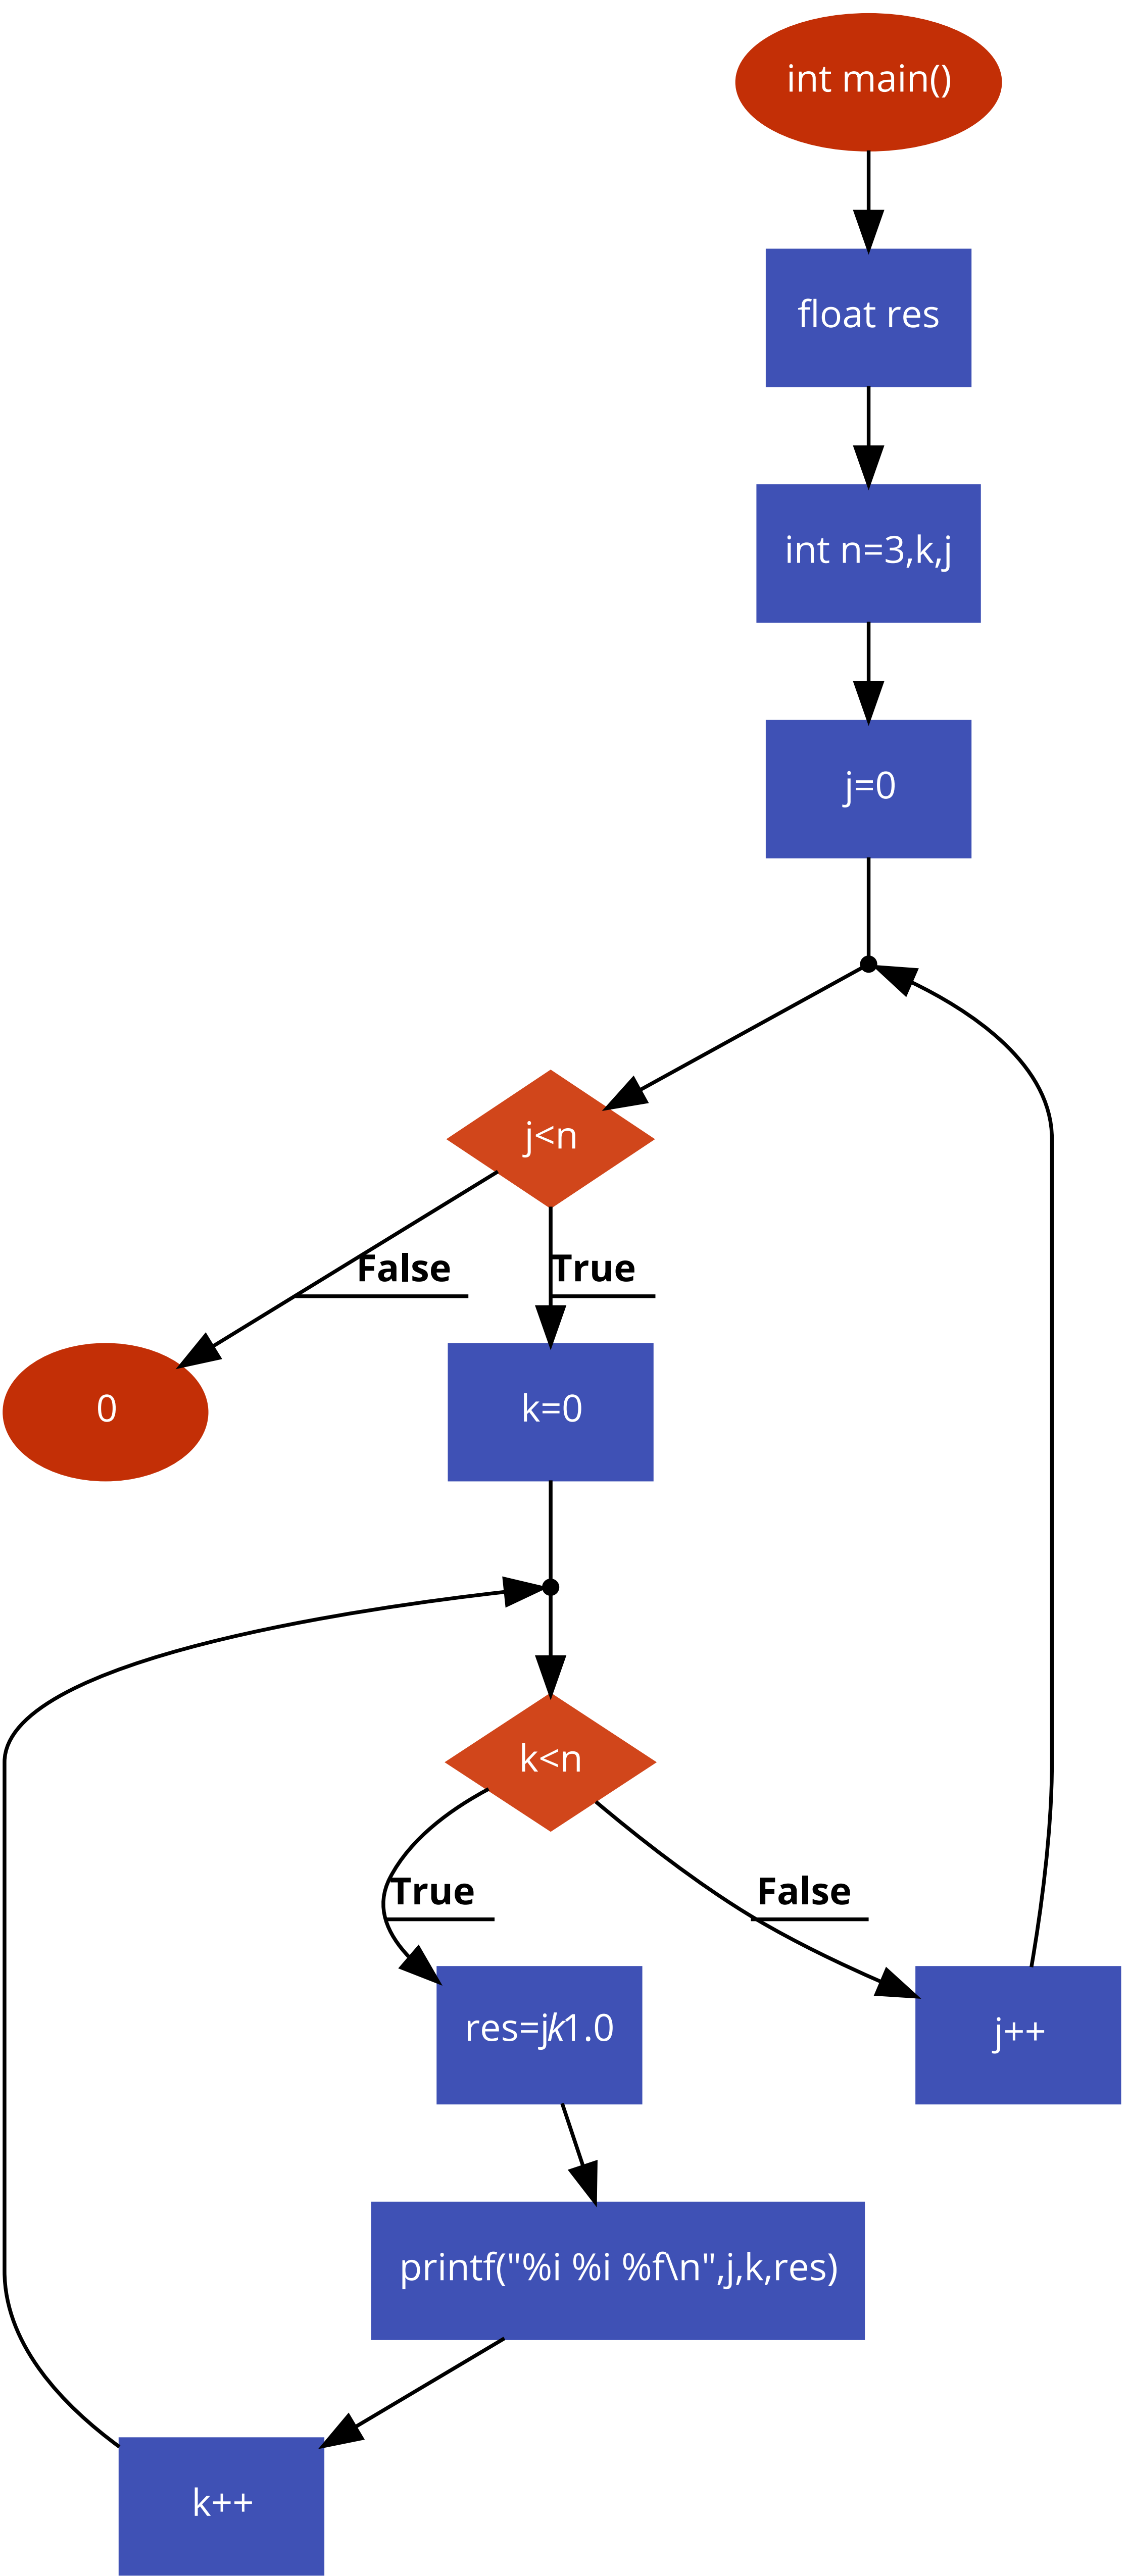 int main()
float res
int n=3,k,j
j=0
j<n
False
True
0
k=0
k<n
True
False
res=jk1.0
j++
printf("%i %i %f\n",j,k,res)
k++